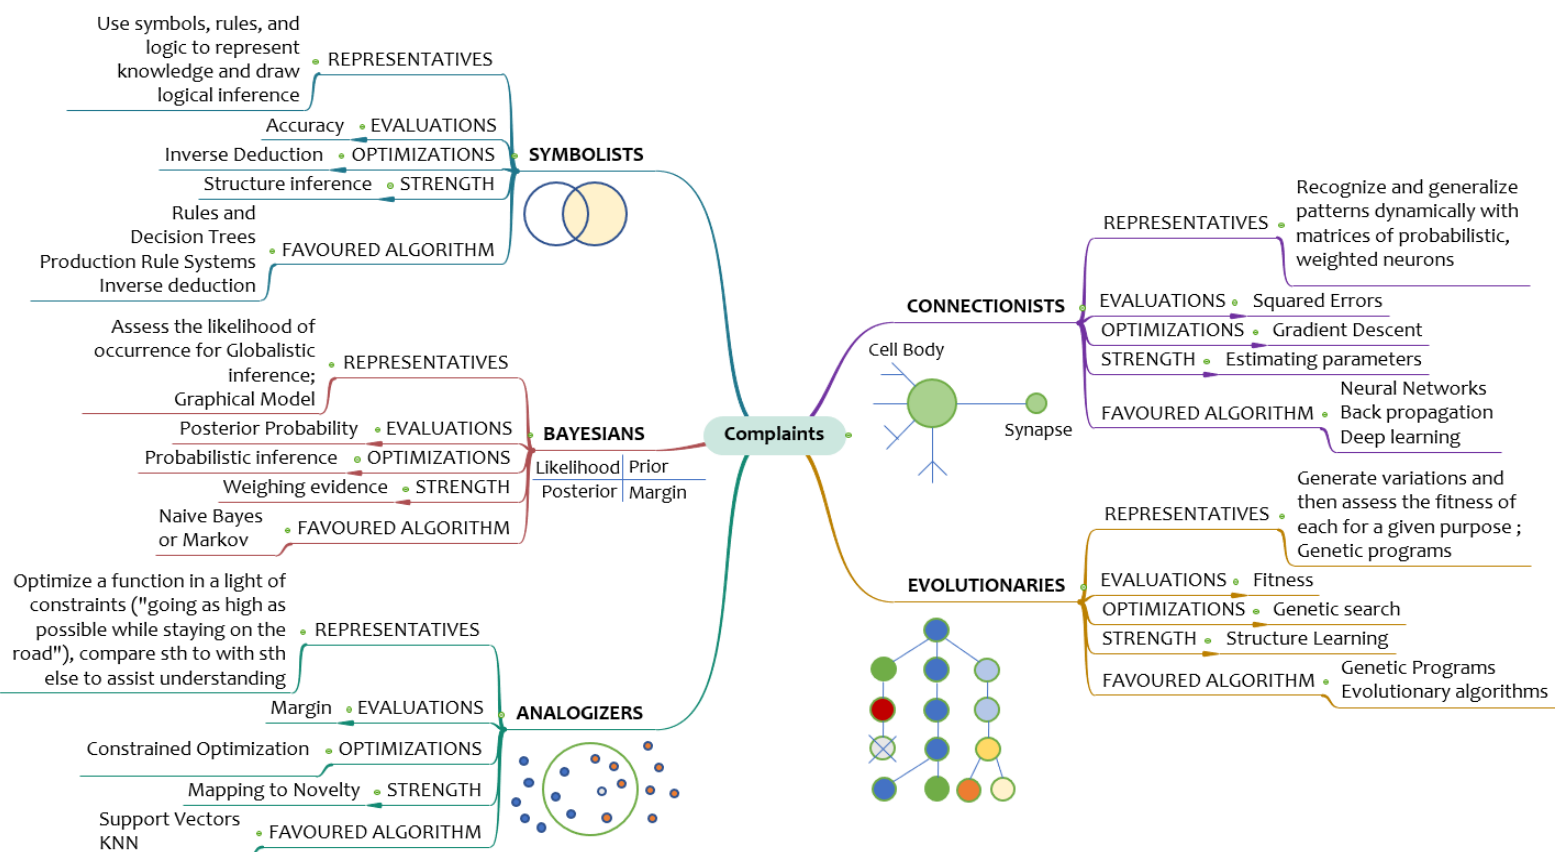 Use symbols, rules, and
logic to represent
knowledge and draw
logical inference
REPRESENTATIVES
Accuracy
EVALUATIONS
Inverse Deduction
OPTIMIZATIONS
Structure inference
STRENGTH
Rules and
Decision Trees
Production Rule Systems
Inverse deduction
FAVOURED ALGORITHM
SYMBOLISTS
Assess the likelihood of
occurrence for Globalistic
inference;
Graphical Model
REPRESENTATIVES
Posterior Probability
EVALUATIONS
Probabilistic inference
OPTIMIZATIONS
Weighing evidence
STRENGTH
Naive Bayes
or Markov
FAVOURED ALGORITHM
BAYESIANS
Likelihood Prior
Posterior Margin
Optimize a function in a light of
constraints ("going as high as
possible while staying on the
road"), compare sth to with sth
else to assist understanding
REPRESENTATIVES
Margin
EVALUATIONS
Constrained Optimization
OPTIMIZATIONS
Mapping to Novelty
STRENGTH
Support Vectors
KNN
FAVOURED ALGORITHM
ANALOGIZERS
Complaints
CONNECTIONISTS
Cell Body
Synapse
REPRESENTATIVES
Recognize and generalize
patterns dynamically with
matrices of probabilistic,
weighted neurons
EVALUATIONS
Squared Errors
OPTIMIZATIONS
Gradient Descent
STRENGTH
Estimating parameters
FAVOURED ALGORITHM
Neural Networks
Back propagation
Deep learning
EVOLUTIONARIES
REPRESENTATIVES
Generate variations and
then assess the fitness of
each for a given purpose ;
Genetic programs
EVALUATIONS
Fitness
OPTIMIZATIONS
Genetic search
STRENGTH
Structure Learning
FAVOURED ALGORITHM
Genetic Programs
Evolutionary algorithms